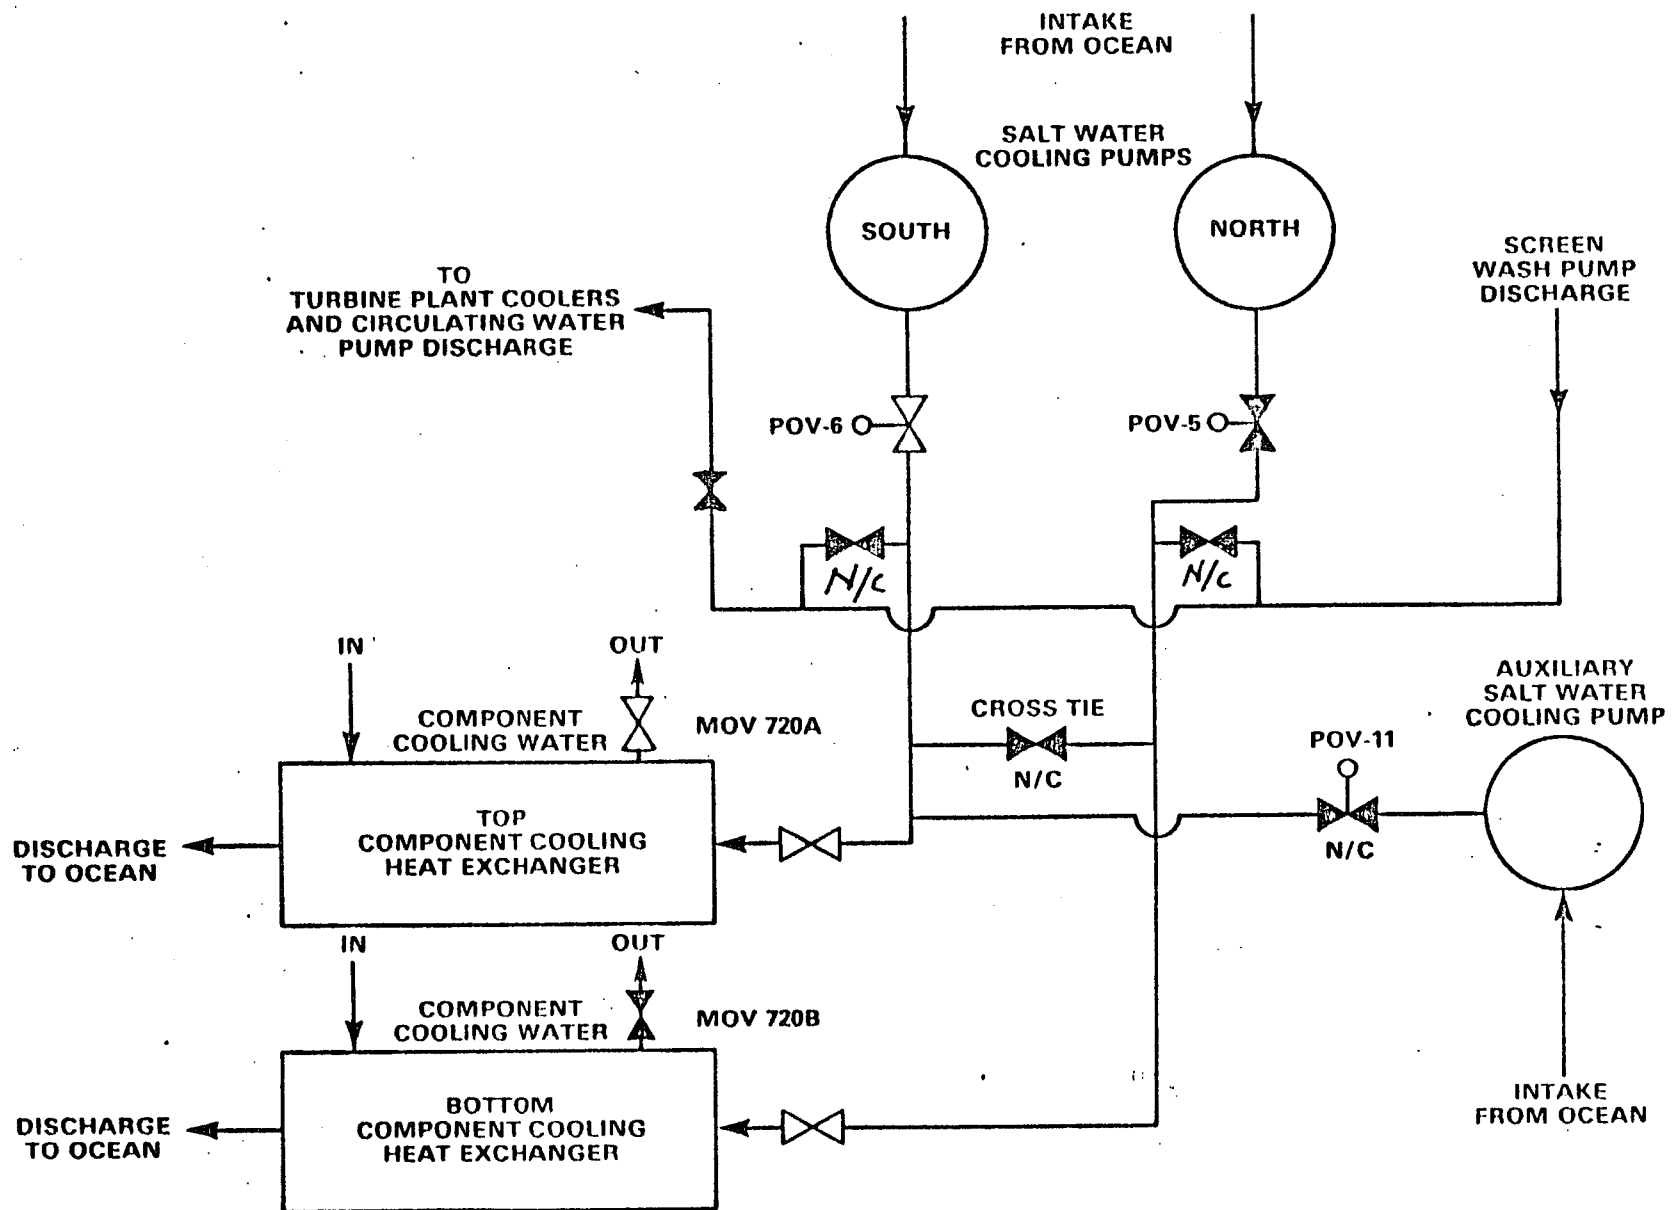 INTAKE
FROM OCEAN
SALT WATER
COOLING PUMPS
SOUTH
NORTH
SCREEN
WASH PUMP
DISCHARGE
TO
TURBINE PLANT COOLERS
AND CIRCULATING WATER
PUMP DISCHARGE
POV-6
POV-5
N/C
N/C
IN
OUT
COMPONENT
COOLING WATER
MOV 720A
CROSS TIE
N/C
AUXILIARY
SALT WATER
COOLING PUMP
POV-11
N/C
TOP
COMPONENT COOLING
HEAT EXCHANGER
DISCHARGE
TO OCEAN
IN
OUT
COMPONENT
COOLING WATER
MOV 720B
BOTTOM
COMPONENT COOLING
HEAT EXCHANGER
DISCHARGE
TO OCEAN
INTAKE
FROM OCEAN